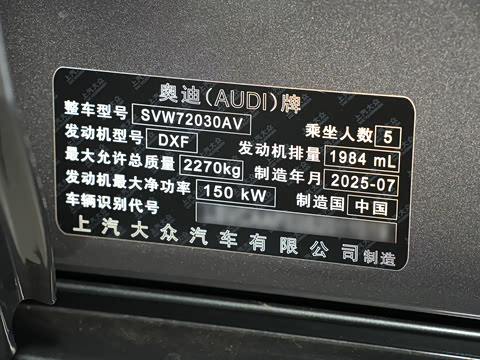 奥迪(AUDI)牌
整车型号 SVW72030AV 乘坐人数 5
发动机型号 DXF 发动机排量 1984 mL
最大允许总质量 2270kg 制造年月 2025-07
发动机最大净功率 150 kW 制造国 中国
车辆识别代号
上汽大众汽车有限公司制造